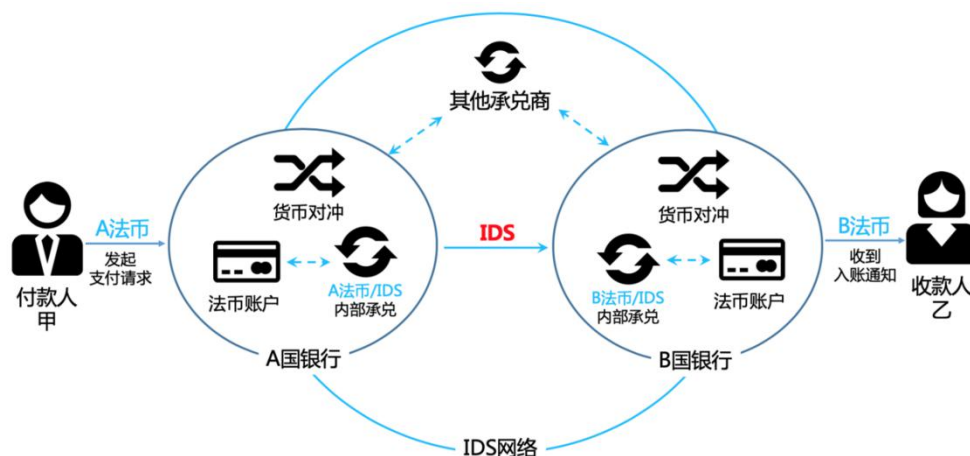 其他承兑商
货币对冲
货币对冲
A法币
发起
支付请求
IDS
B法币
收到
入账通知
付款人
甲
法币账户
A法币/IDS
内部承兑
B法币/IDS
内部承兑
法币账户
收款人
乙
A国银行
B国银行
IDS网络